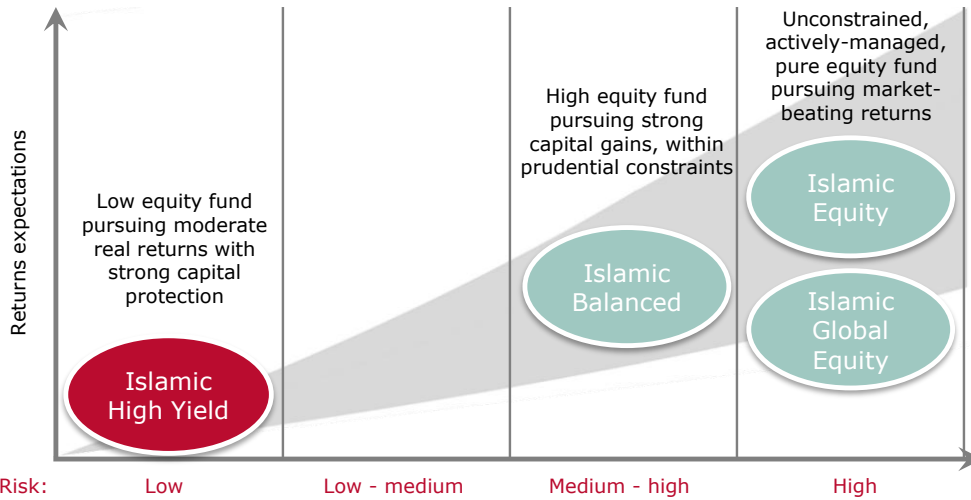 Returns expectations
Low equity fund
pursuing moderate
real returns with
strong capital
protection
Islamic
High Yield
High equity fund
pursuing strong
capital gains, within
prudential constraints
Islamic
Balanced
Unconstrained,
actively-managed,
pure equity fund
pursuing market-
beating returns
Islamic
Equity
Islamic
Global
Equity
Risk: Low Low - medium Medium - high High